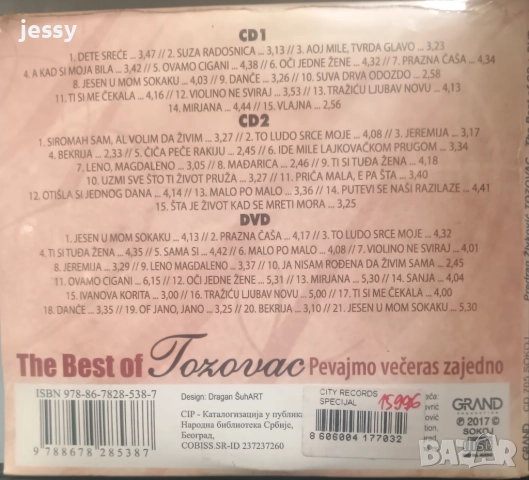 jessy
CD 1
1. DETE SREĆE ... 3,47 // 2. SUZA RADOSNICA ... 3,13 // 3. AOJ MILE, TVRDA GLAVO ... 3,23
4. A KAD SI MOJA BILA ... 3,42 // 5. OVAMO CIGANI ... 3,48 // 6. OČI JEDNE ŽENE ... 4,32 // 7. PRAZNA ČAŠA ... 4,34
8. JESEN U MOM SOKAKU ... 4,03 // 9. DANČE ... 3,26 // 10. SUVA DRVA ODOZDO ... 2,58
11. TI SI ME ČEKALA ... 4,16 // 12. VIOLINO NE SVIRAJ ... 3,53 // 13. TRAŽIĆU LJUBAV NOVU ... 4,13
14. MIRJANA ... 4,44 // 15. VLAJNA ... 2,56
CD2
1. SIROMAH SAM, AL VOLIM DA ŽIVIM ... 3,27 // 2. TO LUDO SRCE MOJE ... 4,08 // 3. JEREMIJA ... 3,17
4. BEKRIJA ... 2,33 // 5. ČIČA PEČE RAKIJU ... 2,45 // 6. IDE MILE LAJKOVAČKOM PRUGOM ... 3,34
7. LENO, MAGDALENO ... 3,05 // 8. MAĐARICA ... 2,46 // 9. TI SI TUĐA ŽENA ... 4,18
10. UZMI SVE ŠTO TI ŽIVOT PRUŽA ... 3,27 // 11. PRIČA MALA, E PA ŠTA ... 3,40
12. OTIŠLA SI JEDNOG DANA ... 4,14 // 13. MALO PO MALO ... 3,36 // 14. PUTEVI SE NAŠI RAZILAZE ... 4,41
15. ŠTA JE ŽIVOT KAD SE MRETI MORA ... 3,25
DVD
1. JESEN U MOM SOKAKU ... 4,13 // 2. PRAZNA ČAŠA ... 4,17 // 3. TO LUDO SRCE MOJE ... 4,32
4. TI SI TUĐA ŽENA ... 4,35 // 5. SAMA SI ... 4,42 // 6. MALO PO MALO ... 4,08 // 7. VIOLINO NE SVIRAJ ... 4,01
8. JEREMIJA ... 3,29 // 9. LENO MAGDALENO ... 3,37 // 10. JA NISAM ROĐENA DA ŽIVIM SAMA ... 2,45
11. OVAMO CIGANI ... 6,15 // 12. OČI JEDNE ŽENE ... 5,31 // 13. MIRJANA ... 5,30 // 14. SANJA ... 4,04
15. IVANOVA KORITA ... 3,00 // 16. TRAŽIĆU LJUBAV NOVU ... 5,00 // 17. TI SI ME ČEKALA ... 4,00
18. DANČE ... 3,35 // 19. OF JANO, JANO ... 3,25 // 20. BEKRIJA ... 3,10 // 21. JESEN U MOM SOKAKU ... 5,30
The Best of Tozovac Pevajmo večeras zajedno
ISBN 978-86-7828-538-7
9 788678 285387
Design: Dragan ŠuhART
CIP - Каталогизација у публика
Народна библиотека Србије,
Београд,
COBISS.SR-ID 237237260
CITY RECORDS
SPECIJAL
15996
8 606004 177032
GRAND
PRODUCTION
℗ 2017 ©
SOKOJ